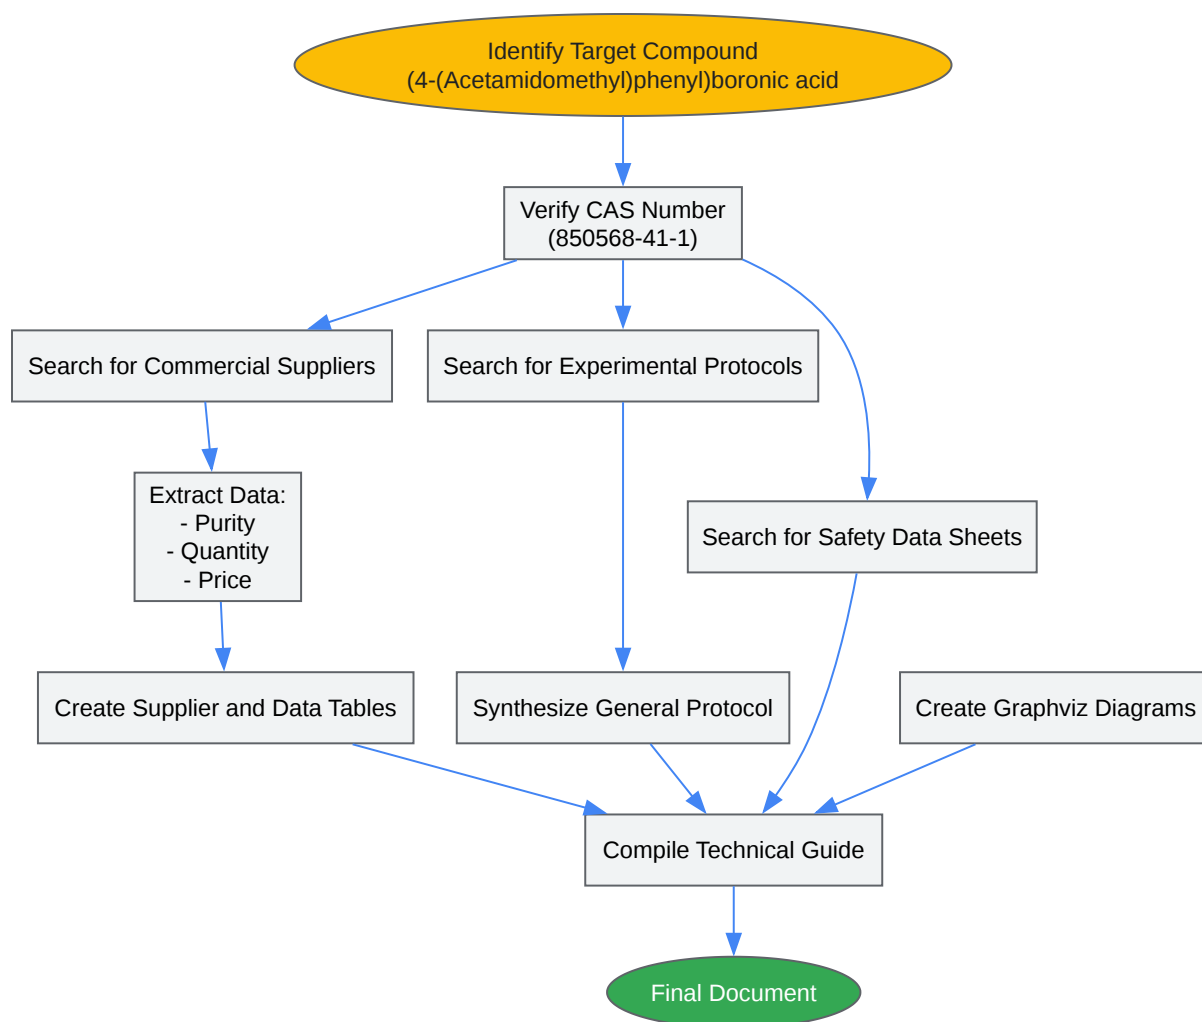 Identify Target Compound
(4-(Acetamidomethyl)phenyl)boronic acid
Verify CAS Number
(850568-41-1)
Search for Commercial Suppliers
Search for Experimental Protocols
Extract Data:
- Purity
- Quantity
- Price
Search for Safety Data Sheets
Create Supplier and Data Tables
Synthesize General Protocol
Create Graphviz Diagrams
Compile Technical Guide
Final Document